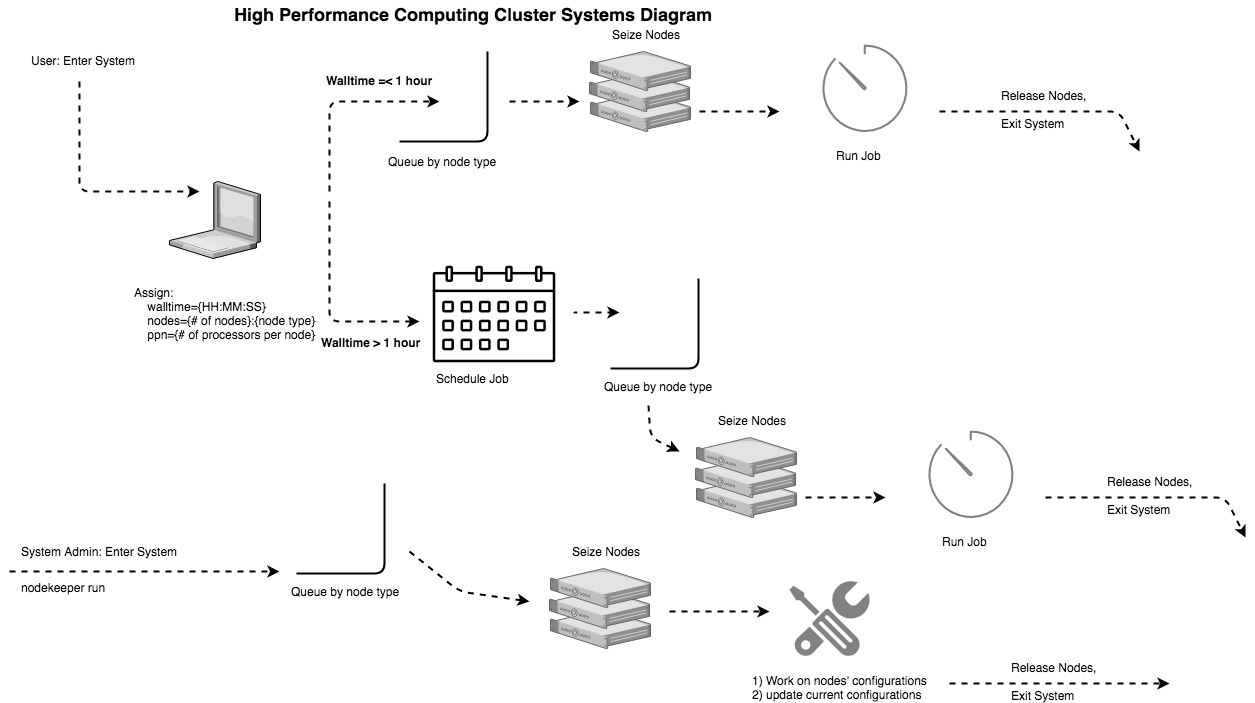 High Performance Computing Cluster Systems Diagram
Seize Nodes
User: Enter System
Walltime =< 1 hour
Release Nodes,
Exit System
Queue by node type
Run Job
Assign:
walltime={HH:MM:SS}
nodes={# of nodes}:{node type}
ppn={# of processors per node}
Walltime > 1 hour
Schedule Job
Queue by node type
Seize Nodes
Release Nodes,
Exit System
Run Job
System Admin: Enter System
nodekeeper run
Queue by node type
Seize Nodes
1) Work on nodes' configurations
2) update current configurations
Release Nodes,
Exit System